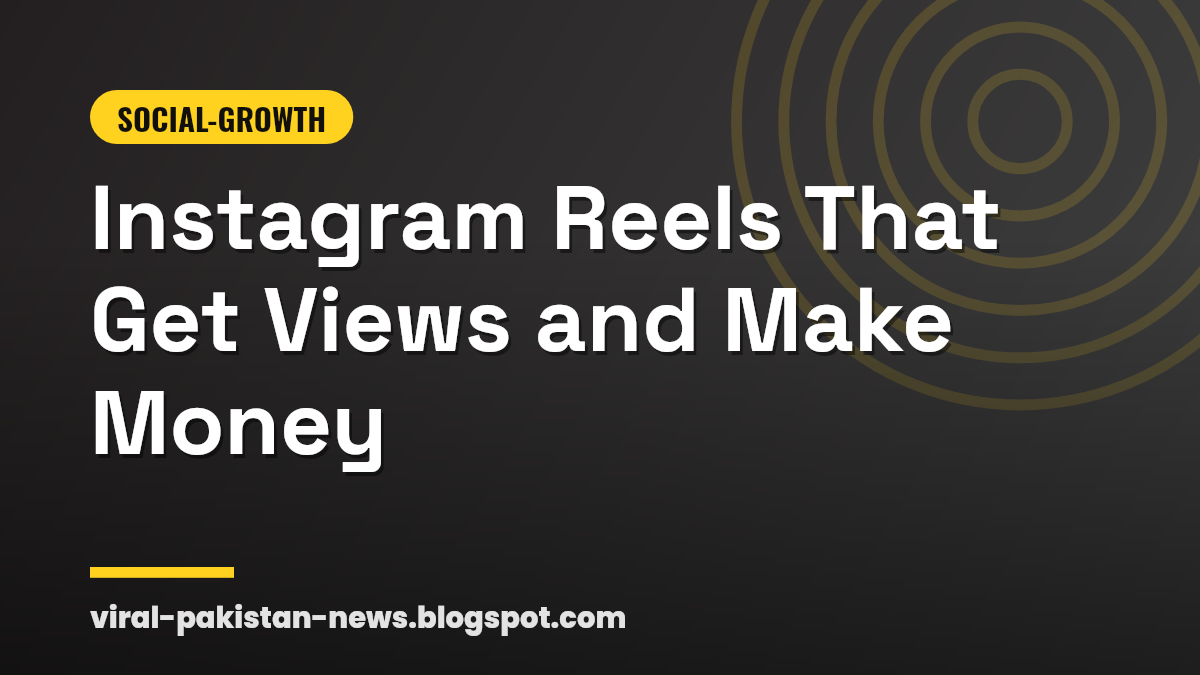 SOCIAL-GROWTH
Instagram Reels That
Get Views and Make
Money
viral-pakistan-news.blogspot.com